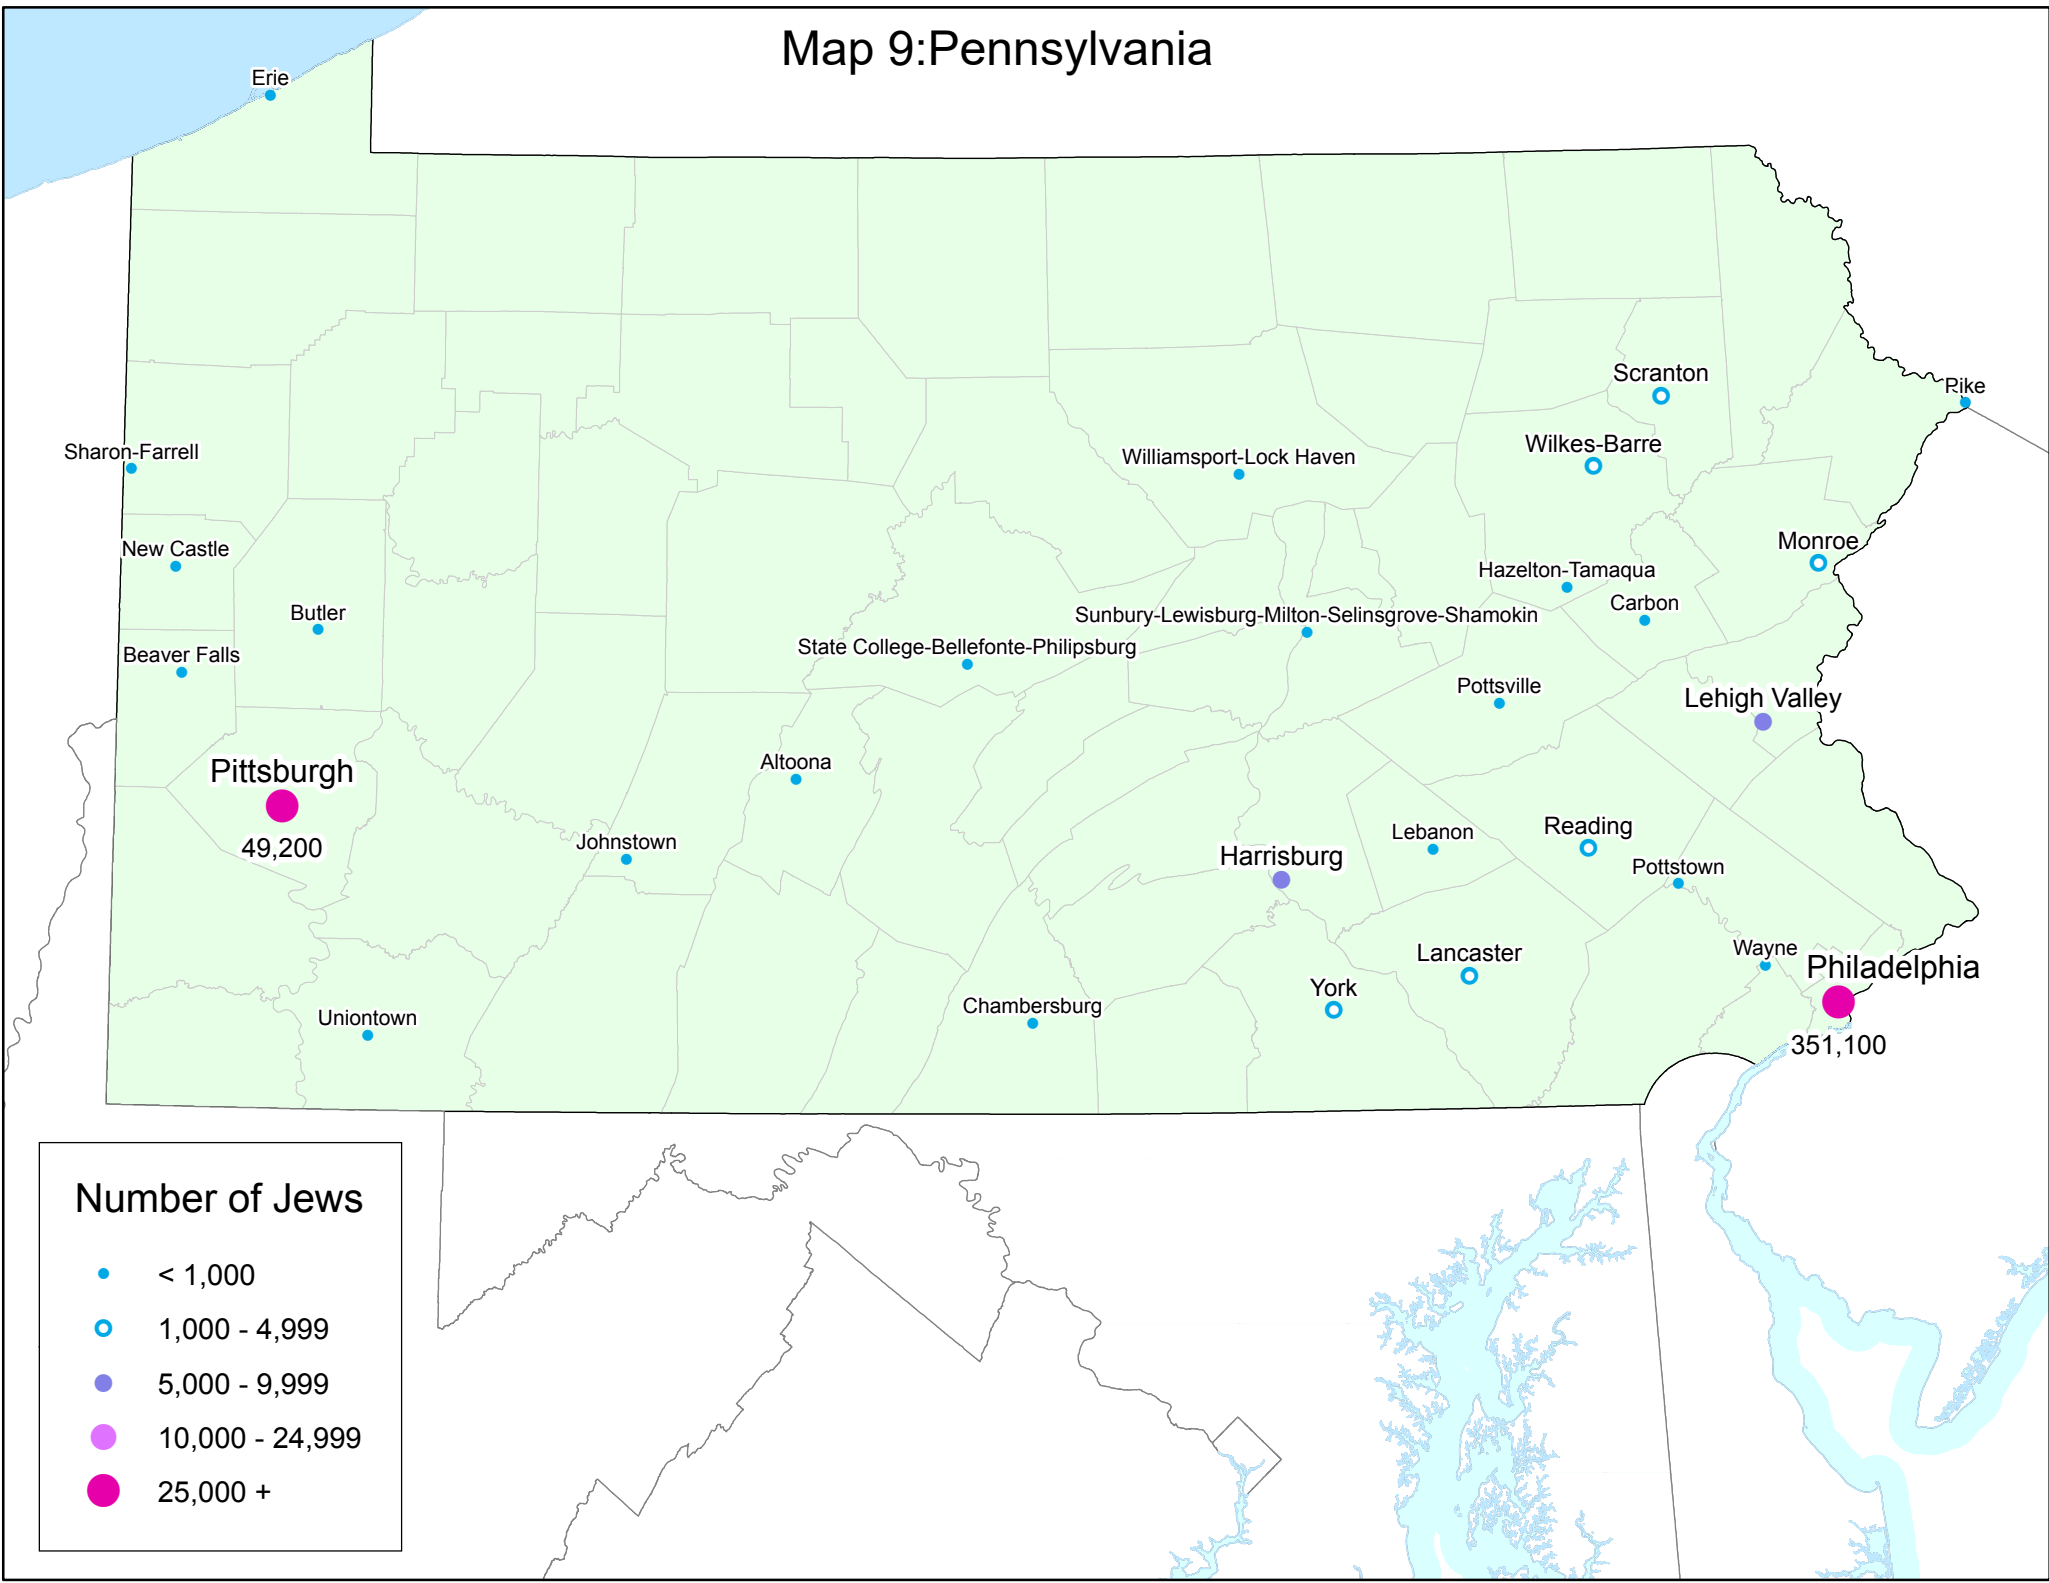 Map 9:Pennsylvania
Erie
Scranton
Pike
Sharon-Farrell
Wilkes-Barre
Williamsport-Lock Haven
New Castle
Monroe
Hazelton-Tamaqua
Carbon
Butler
Sunbury-Lewisburg-Milton-Selinsgrove-Shamokin
State College-Bellefonte-Philipsburg
Beaver Falls
Pottsville
Lehigh Valley
Pittsburgh
49,200
Altoona
Johnstown
Lebanon
Reading
Harrisburg
Pottstown
Wayne
Lancaster
Philadelphia
351,100
York
Chambersburg
Uniontown
Number of Jews
< 1,000
1,000 - 4,999
5,000 - 9,999
10,000 - 24,999
25,000 +